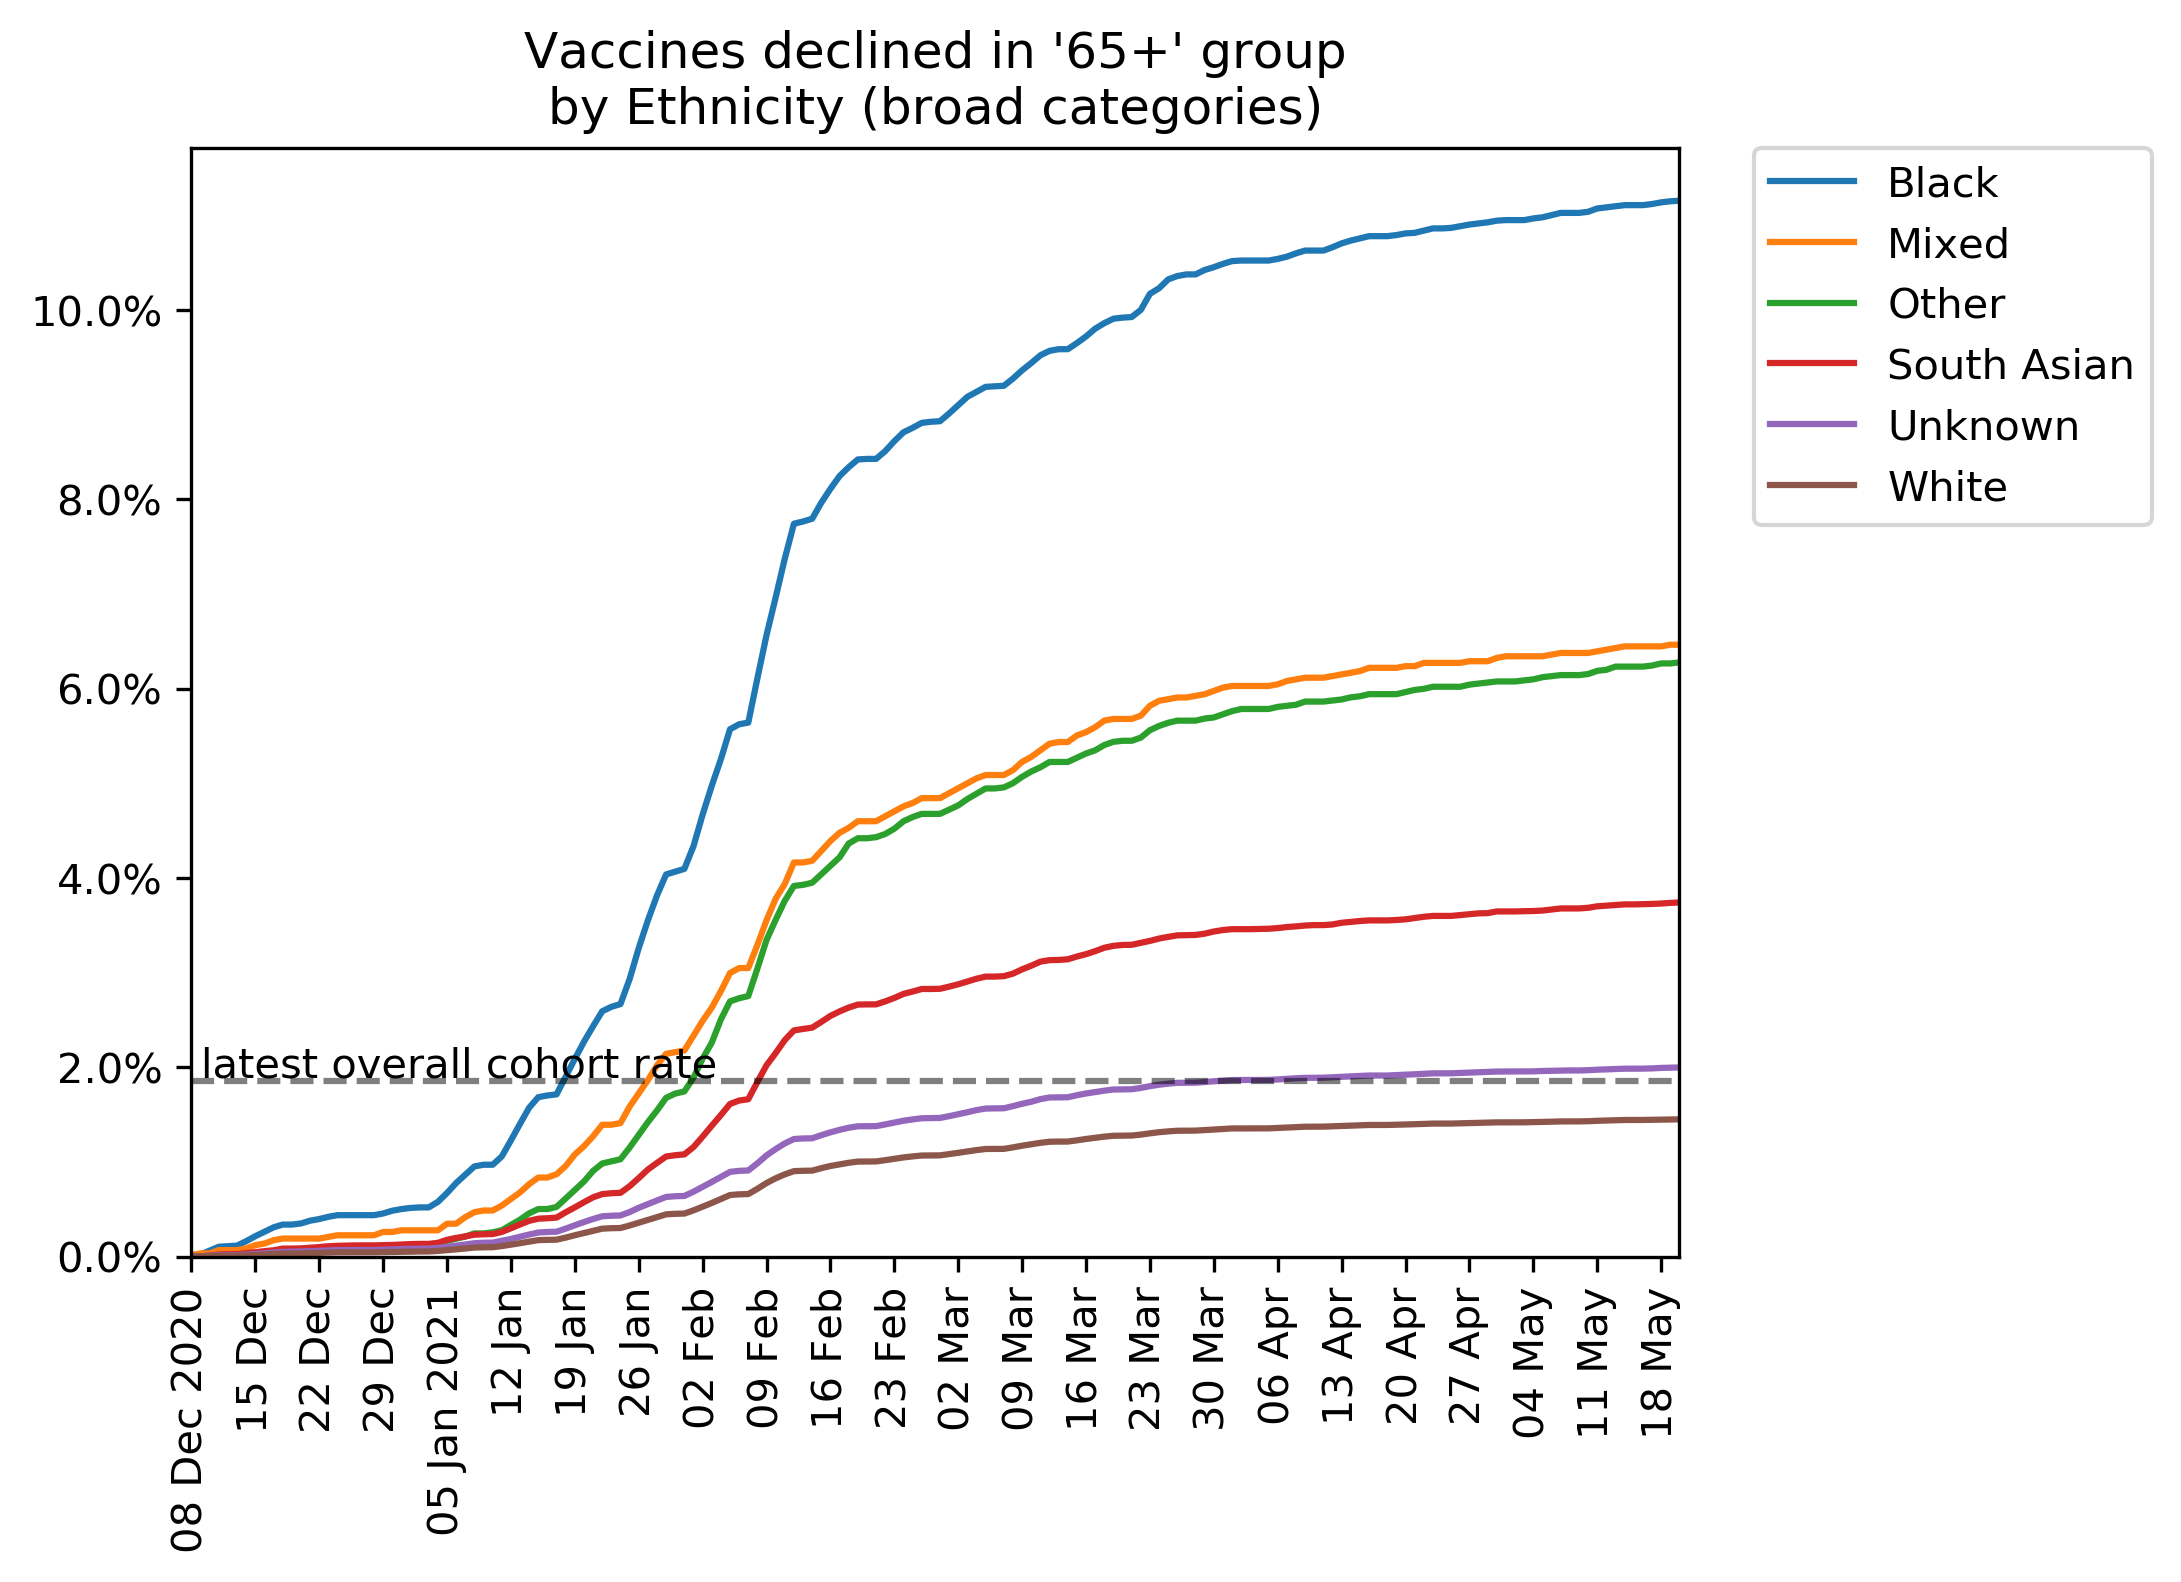 Vaccines declined in '65+' group
by Ethnicity (broad categories)
Black
Mixed
Other
South Asian
Unknown
White
10.0%
8.0%
6.0%
4.0%
2.0%
0.0%
latest overall cohort rate
08 Dec 2020
15 Dec
22 Dec
29 Dec
05 Jan 2021
12 Jan
19 Jan
26 Jan
02 Feb
09 Feb
16 Feb
23 Feb
02 Mar
09 Mar
16 Mar
23 Mar
30 Mar
06 Apr
13 Apr
20 Apr
27 Apr
04 May
11 May
18 May